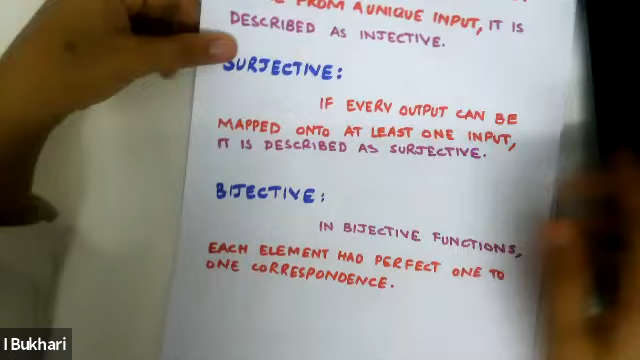 FROM A UNIQUE INPUT, IT IS
DESCRIBED AS INJECTIVE.
SURJECTIVE:
IF EVERY OUTPUT CAN BE
MAPPED ONTO AT LEAST ONE INPUT,
IT IS DESCRIBED AS SURJECTIVE.
BIJECTIVE:
IN BIJECTIVE FUNCTIONS,
EACH ELEMENT HAD PERFECT ONE TO
ONE CORRESPONDENCE.
I Bukhari